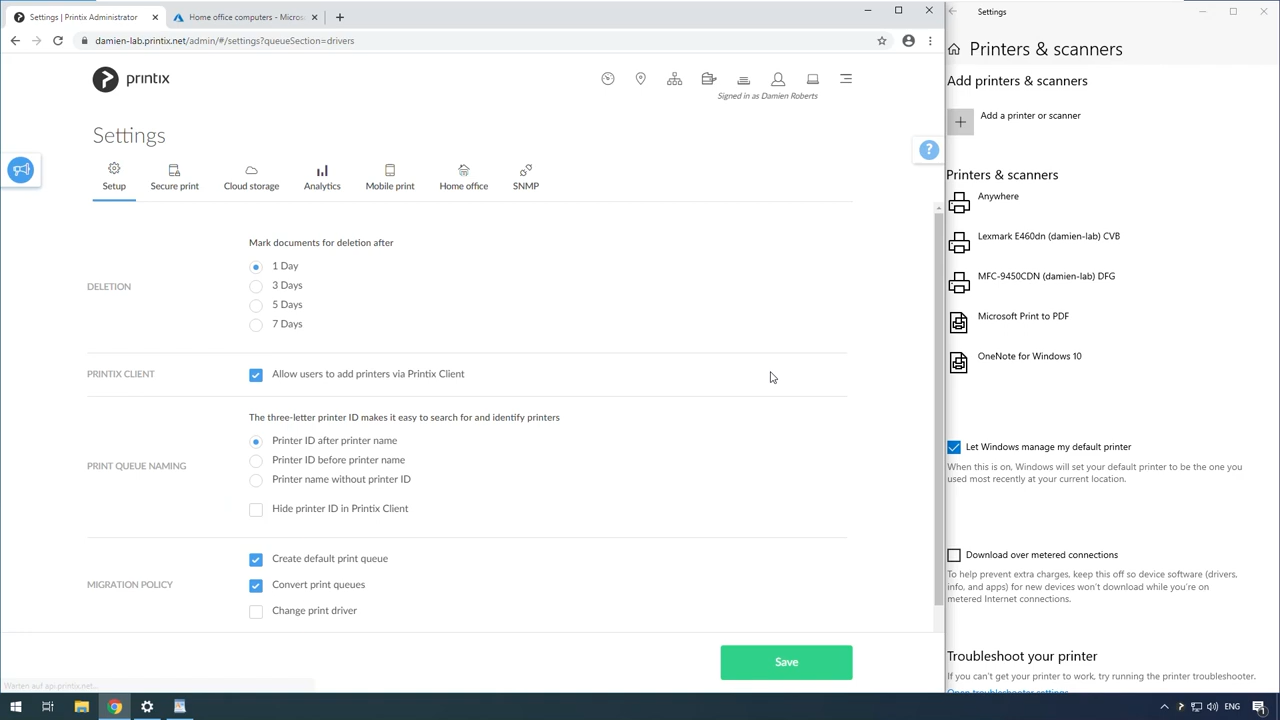 Settings | Printix Administrator
Home office computers - Micros
damien-lab.printix.net/admin/#/settings?queueSection=drivers
printix
Signed in as Damien Roberts
Settings
Setup
Secure print
Cloud storage
Analytics
Mobile print
Home office
SNMP
?
Mark documents for deletion after
DELETION
1 Day
3 Days
5 Days
7 Days
PRINTIX CLIENT
Allow users to add printers via Printix Client
The three-letter printer ID makes it easy to search for and identify printers
PRINT QUEUE NAMING
Printer ID after printer name
Printer ID before printer name
Printer name without printer ID
Hide printer ID in Printix Client
MIGRATION POLICY
Create default print queue
Convert print queues
Change print driver
Save
Warten auf api.printix.net...
Settings
Printers & scanners
Add printers & scanners
Add a printer or scanner
Printers & scanners
Anywhere
Lexmark E460dn (damien-lab) CVB
MFC-9450CDN (damien-lab) DFG
Microsoft Print to PDF
OneNote for Windows 10
Let Windows manage my default printer
When this is on, Windows will set your default printer to be the one you
used most recently at your current location.
Download over metered connections
To help prevent extra charges, keep this off so device software (drivers,
info, and apps) for new devices won't download while you're on
metered Internet connections.
Troubleshoot your printer
If you can't get your printer to work, try running the printer troubleshooter.
Open troubleshooter settings
ENG